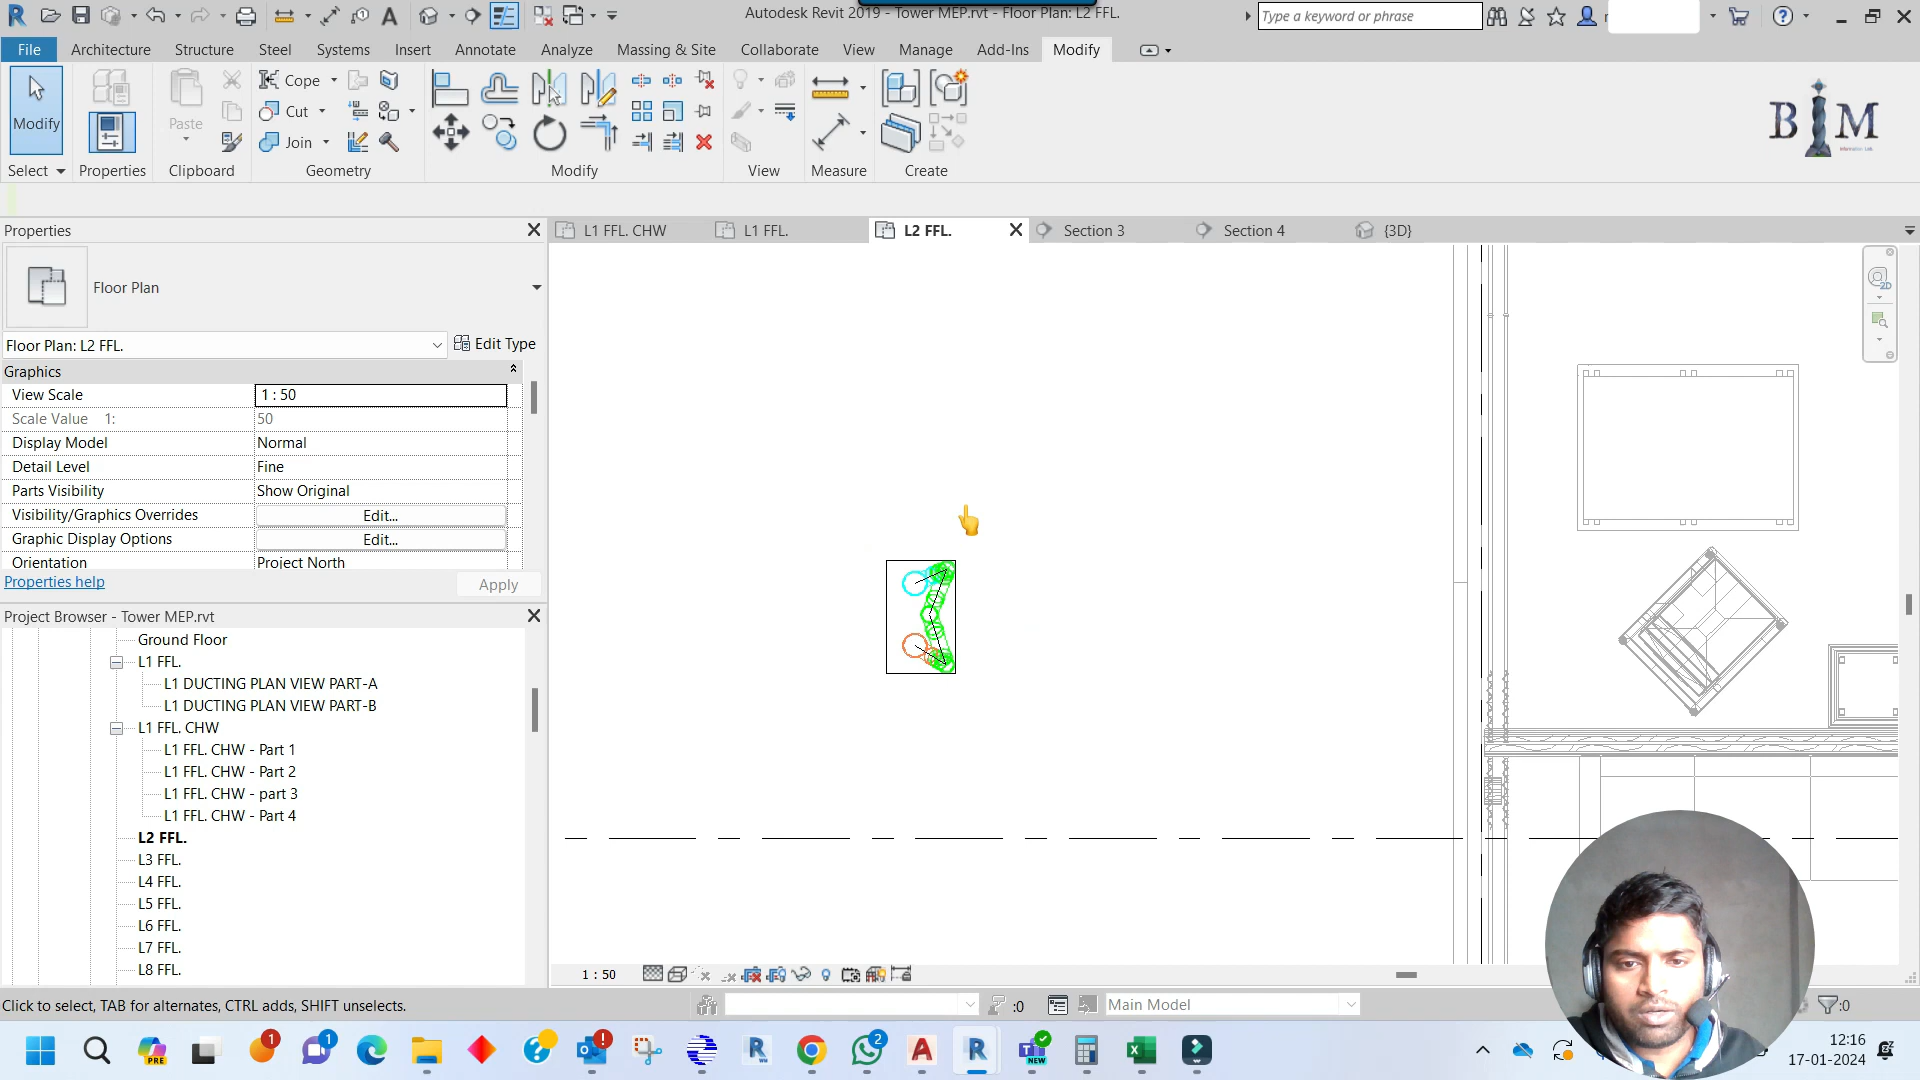 Autodesk Revit 2019 - Tower MEP.rvt - Floor Plan: L2 FFL.
Type a keyword or phrase
File Architecture Structure Steel Systems Insert Annotate Analyze Massing & Site Collaborate View Manage Add-Ins Modify
Modify
Paste
Cope
Cut
Join
BIM
Select Properties Clipboard Geometry Modify View Measure Create
Properties
L1 FFL. CHW
L1 FFL.
L2 FFL.
Section 3
Section 4
{3D}
Floor Plan
2D
Floor Plan: L2 FFL.
Edit Type
Graphics
View Scale 1 : 50
Scale Value 1: 50
Display Model Normal
Detail Level Fine
Parts Visibility Show Original
Visibility/Graphics Overrides Edit...
Graphic Display Options Edit...
Orientation Project North
Properties help
Apply
Project Browser - Tower MEP.rvt
Ground Floor
L1 FFL.
L1 DUCTING PLAN VIEW PART-A
L1 DUCTING PLAN VIEW PART-B
L1 FFL. CHW
L1 FFL. CHW - Part 1
L1 FFL. CHW - Part 2
L1 FFL. CHW - part 3
L1 FFL. CHW - Part 4
L2 FFL.
L3 FFL.
L4 FFL.
L5 FFL.
L6 FFL.
L7 FFL.
L8 FFL.
1 : 50
Click to select, TAB for alternates, CTRL adds, SHIFT unselects.
:0
Main Model
:0
PRE
1
1
2
NEW
12:16
17-01-2024